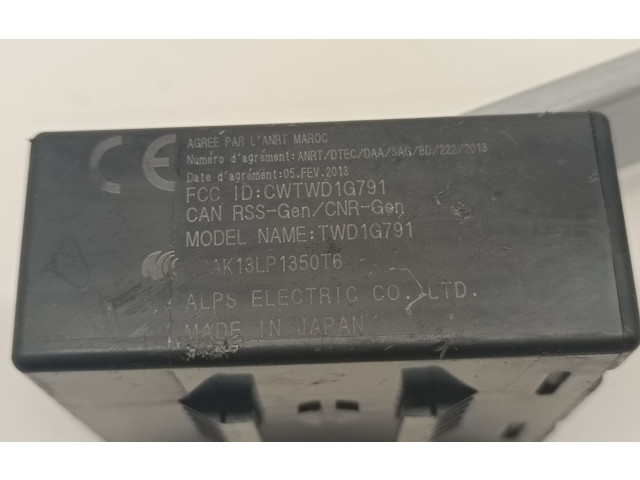 CE
AGREE PAR L'ANRT MAROC
Numéro d'agrément: ANRT/DTEC/DAA/SAG/BD/222/2013
Date d'agrément:05.FEV.2013
FCC ID:CWTWD1G791
CAN RSS-Gen/CNR-Gen
MODEL NAME:TWD1G791
AK13LP1350T6
ALPS ELECTRIC CO.,LTD.
MADE IN JAPAN